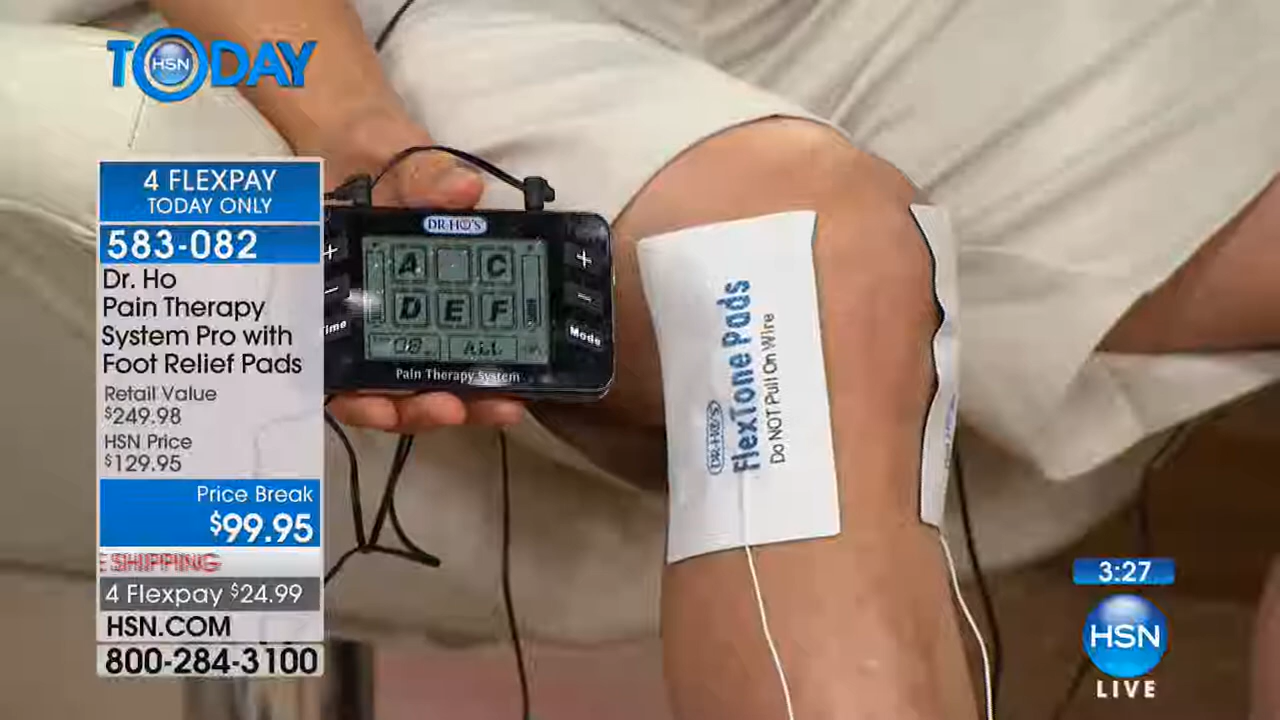 TODAY
HSN
4 FLEXPAY
TODAY ONLY
583-082
Dr. Ho
Pain Therapy
System Pro with
Foot Relief Pads
Retail Value
$249.98
HSN Price
$129.95
Price Break
$99.95
SHIPPING
4 Flexpay $24.99
HSN.COM
800-284-3100
DR-HO'S
A C
D E F
ALL
+
−
Time
+
−
Mode
Pain Therapy System
DR-HO'S
FlexTone Pads
Do NOT Pull On Wire
3:27
HSN
LIVE